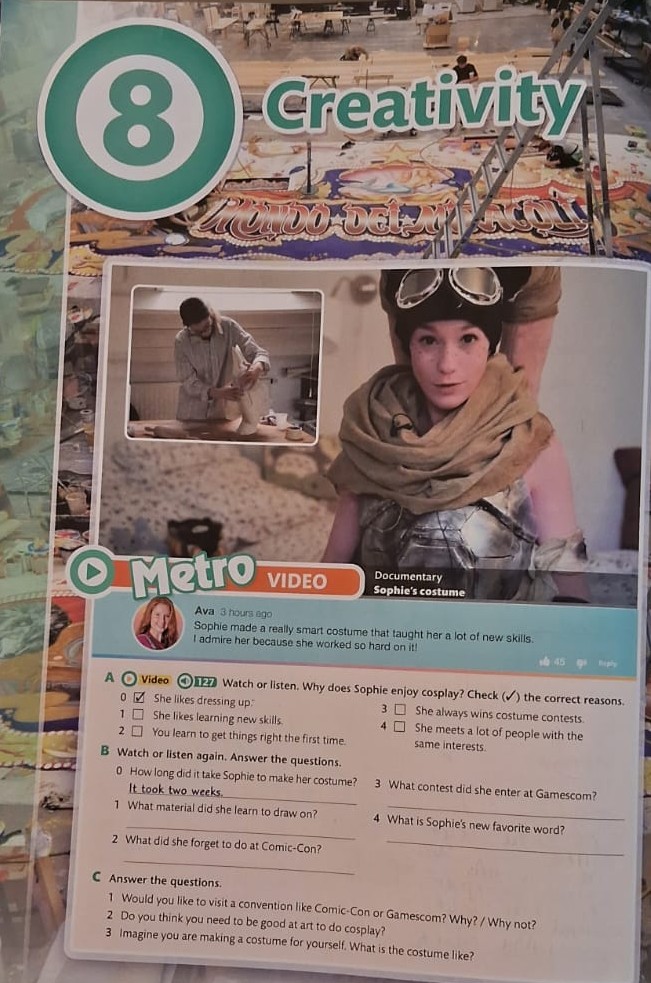 8
Creativity
MONDO DEI MIRACOLI
Metro VIDEO
Documentary
Sophie's costume
Ava 3 hours ago
Sophie made a really smart costume that taught her a lot of new skills.
I admire her because she worked so hard on it!
45 Reply
A Video 127 Watch or listen. Why does Sophie enjoy cosplay? Check (✓) the correct reasons.
0 ☑ She likes dressing up.
1 ☐ She likes learning new skills.
2 ☐ You learn to get things right the first time.
3 ☐ She always wins costume contests.
4 ☐ She meets a lot of people with the
same interests.
B Watch or listen again. Answer the questions.
0 How long did it take Sophie to make her costume?
It took two weeks.
1 What material did she learn to draw on?
2 What did she forget to do at Comic-Con?
3 What contest did she enter at Gamescom?
4 What is Sophie's new favorite word?
C Answer the questions.
1 Would you like to visit a convention like Comic-Con or Gamescom? Why? / Why not?
2 Do you think you need to be good at art to do cosplay?
3 Imagine you are making a costume for yourself. What is the costume like?